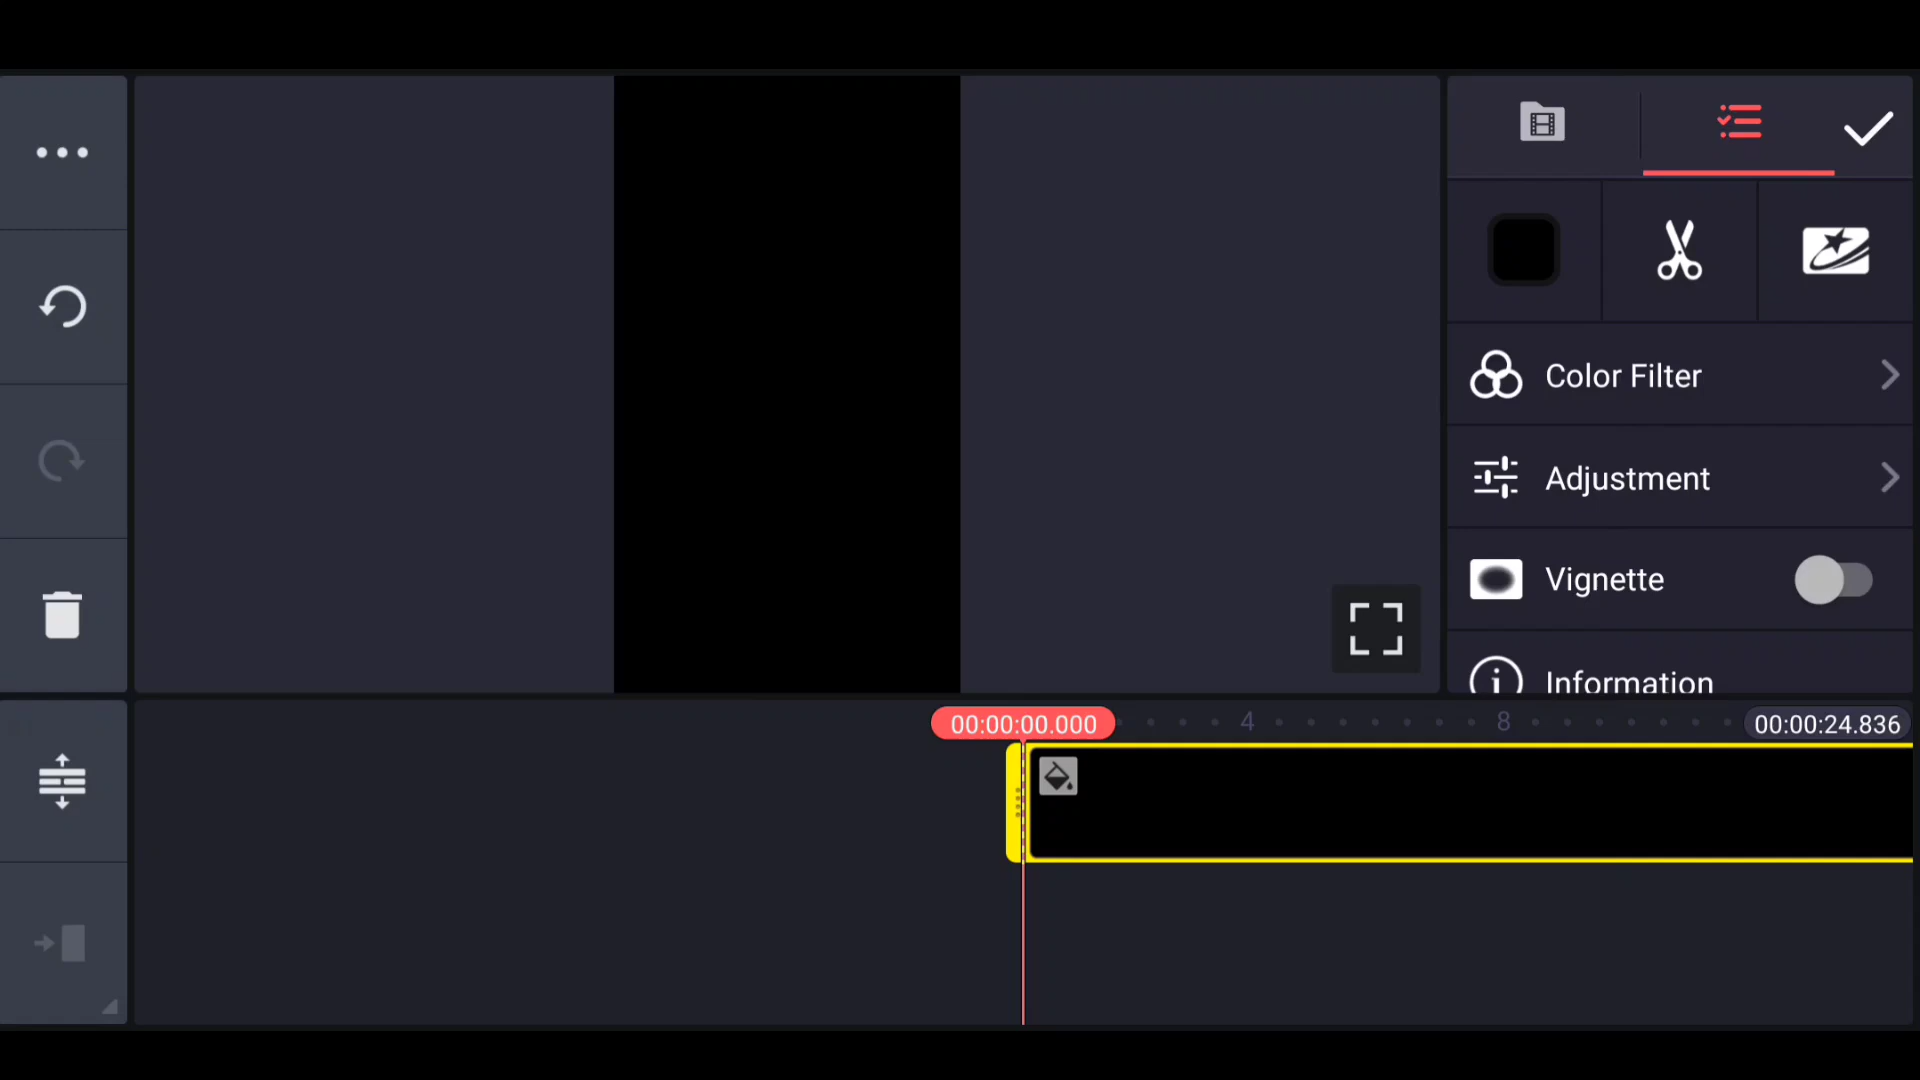 Color Filter
Adjustment
Vignette
Information
00:00:00.000
4
8
00:00:24.836